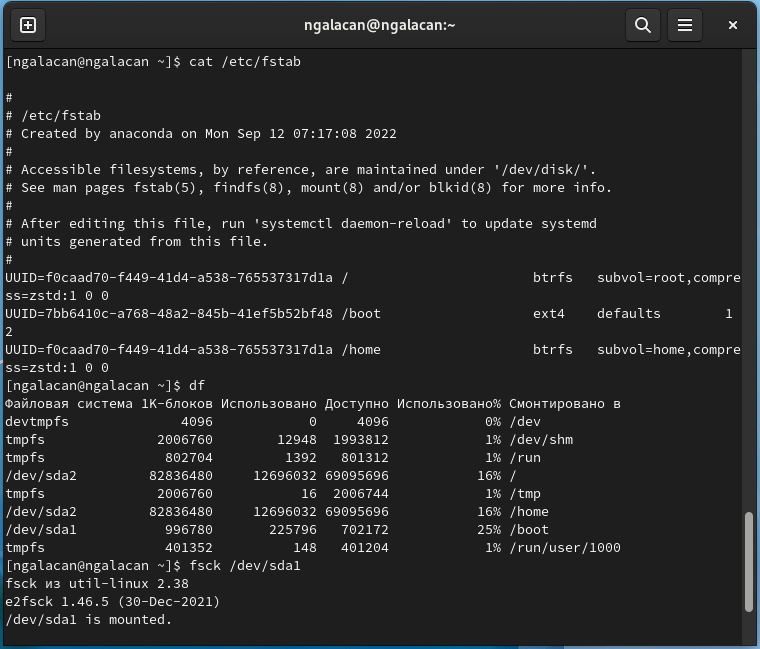 ngalacan@ngalacan:~
[ngalacan@ngalacan ~]$ cat /etc/fstab
#
# /etc/fstab
# Created by anaconda on Mon Sep 12 07:17:08 2022
#
# Accessible filesystems, by reference, are maintained under '/dev/disk/'.
# See man pages fstab(5), findfs(8), mount(8) and/or blkid(8) for more info.
#
# After editing this file, run 'systemctl daemon-reload' to update systemd
# units generated from this file.
#
UUID=f0caad70-f449-41d4-a538-765537317d1a /                       btrfs   subvol=root,compre
ss=zstd:1 0 0
UUID=7bb6410c-a768-48a2-845b-41ef5b52bf48 /boot                   ext4    defaults        1
2
UUID=f0caad70-f449-41d4-a538-765537317d1a /home                   btrfs   subvol=home,compre
ss=zstd:1 0 0
[ngalacan@ngalacan ~]$ df
Файловая система 1K-блоков Использовано Доступно Использовано% Смонтировано в
devtmpfs              4096            0     4096            0% /dev
tmpfs              2006760        12948  1993812            1% /dev/shm
tmpfs               802704         1392   801312            1% /run
/dev/sda2         82836480     12696032 69095696           16% /
tmpfs              2006760           16  2006744            1% /tmp
/dev/sda2         82836480     12696032 69095696           16% /home
/dev/sda1           996780       225796   702172           25% /boot
tmpfs               401352          148   401204            1% /run/user/1000
[ngalacan@ngalacan ~]$ fsck /dev/sda1
fsck из util-linux 2.38
e2fsck 1.46.5 (30-Dec-2021)
/dev/sda1 is mounted.